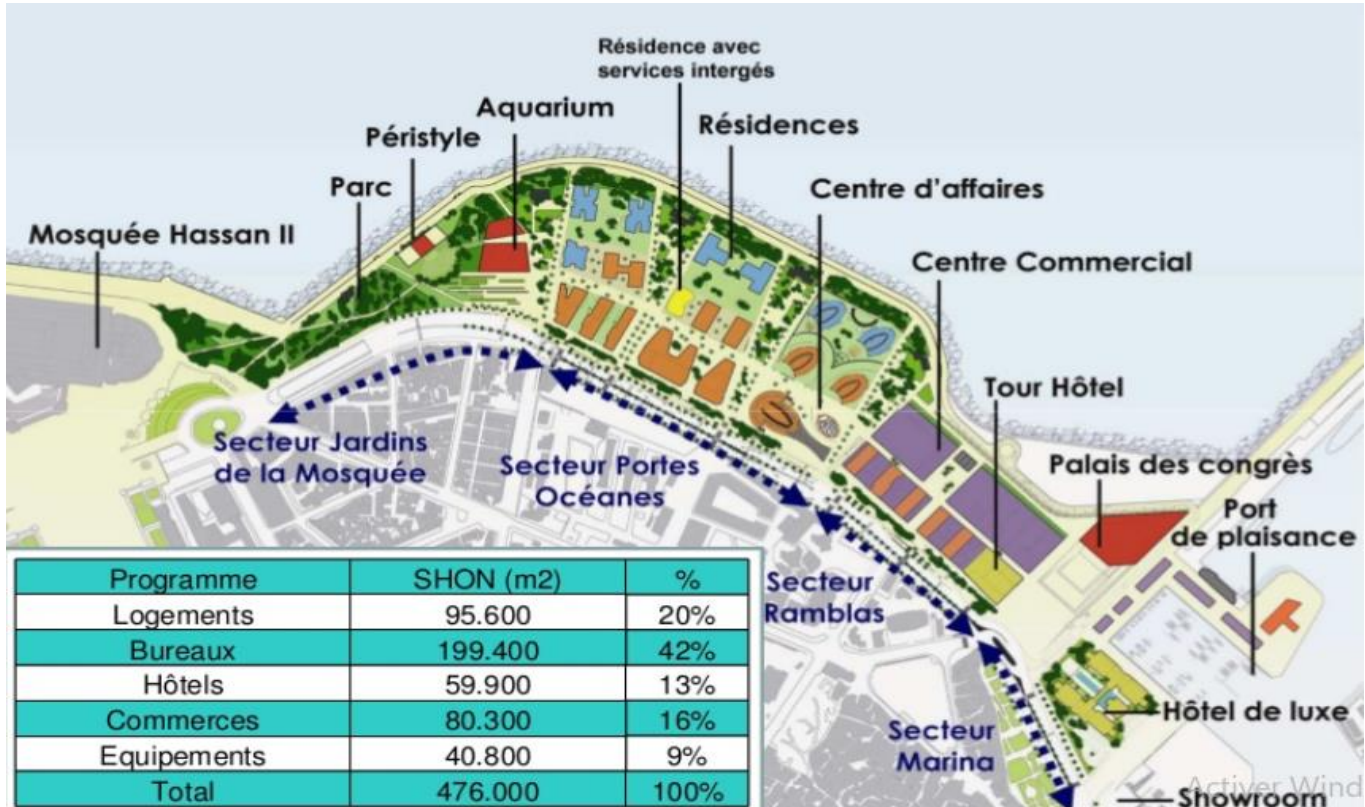 Résidence avec
services intergés
Aquarium
Résidences
Péristyle
Parc
Centre d'affaires
Mosquée Hassan II
Centre Commercial
Tour Hôtel
Secteur Jardins
de la Mosquée
Secteur Portes
Océanes
Palais des congrès
Port
de plaisance
Secteur
Ramblas
Hôtel de luxe
Secteur
Marina
Showroom
Activer Wind
Programme SHON (m2) %
Logements 95.600 20%
Bureaux 199.400 42%
Hôtels 59.900 13%
Commerces 80.300 16%
Equipements 40.800 9%
Total 476.000 100%